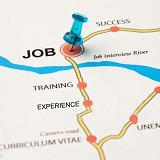 SUCCESS
JOB
Job Interview River
TRAINING
EXPERIENCE
UNEM
Careers road
CURRICULUM VITAE